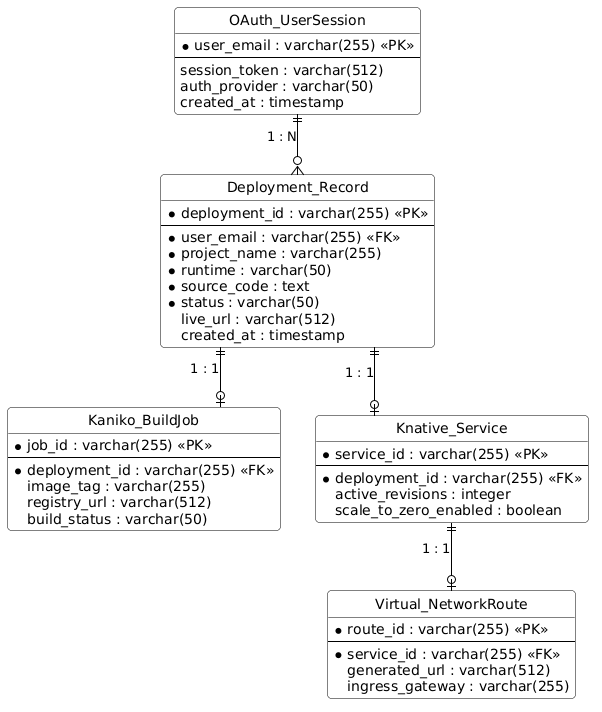 OAuth_UserSession
user_email : varchar(255) «PK»
session_token : varchar(512)
auth_provider : varchar(50)
created_at : timestamp
1 : N
Deployment_Record
deployment_id : varchar(255) «PK»
user_email : varchar(255) «FK»
project_name : varchar(255)
runtime : varchar(50)
source_code : text
status : varchar(50)
live_url : varchar(512)
created_at : timestamp
1 : 1
1 : 1
Kaniko_BuildJob
job_id : varchar(255) «PK»
deployment_id : varchar(255) «FK»
image_tag : varchar(255)
registry_url : varchar(512)
build_status : varchar(50)
Knative_Service
service_id : varchar(255) «PK»
deployment_id : varchar(255) «FK»
active_revisions : integer
scale_to_zero_enabled : boolean
1 : 1
Virtual_NetworkRoute
route_id : varchar(255) «PK»
service_id : varchar(255) «FK»
generated_url : varchar(512)
ingress_gateway : varchar(255)